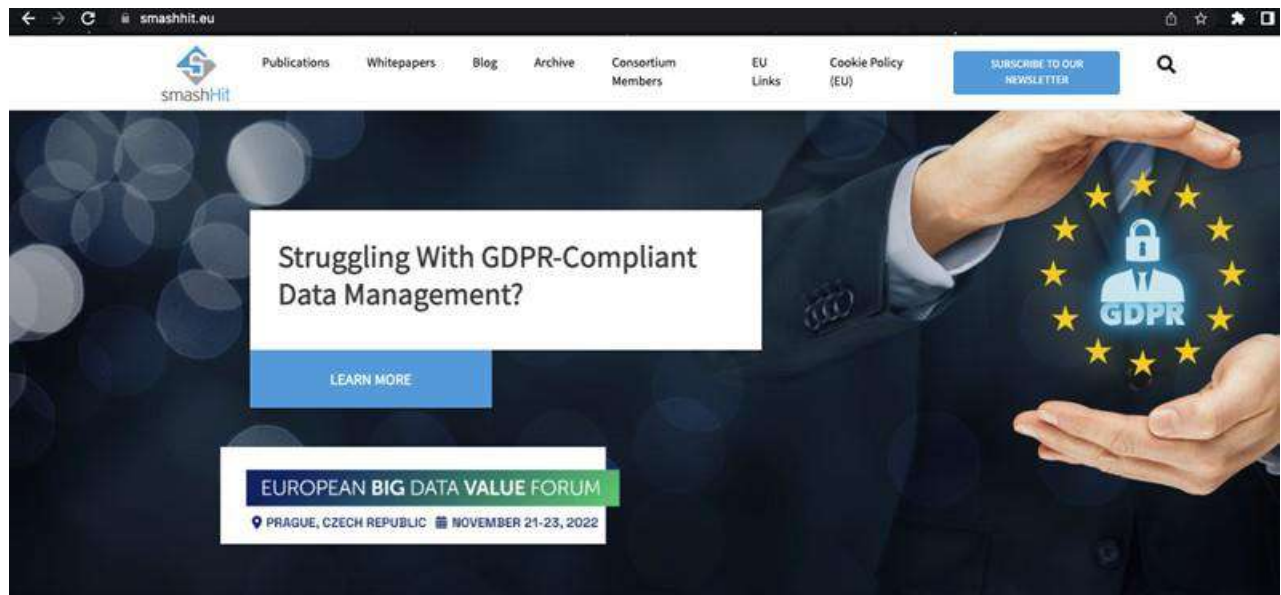 smashhit.eu
smashHit
Publications
Whitepapers
Blog
Archive
Consortium
Members
EU
Links
Cookie Policy
(EU)
SUBSCRIBE TO OUR
NEWSLETTER
Struggling With GDPR-Compliant
Data Management?
LEARN MORE
GDPR
EUROPEAN BIG DATA VALUE FORUM
PRAGUE, CZECH REPUBLIC NOVEMBER 21-23, 2022